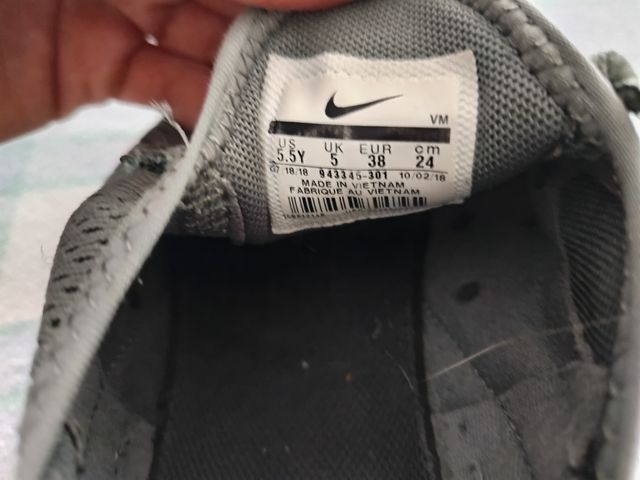 VM
US UK EUR cm
5.5Y 5 38 24
07/18/18 943345-301 10/02/18
MADE IN VIETNAM
FABRIQUE AU VIETNAM